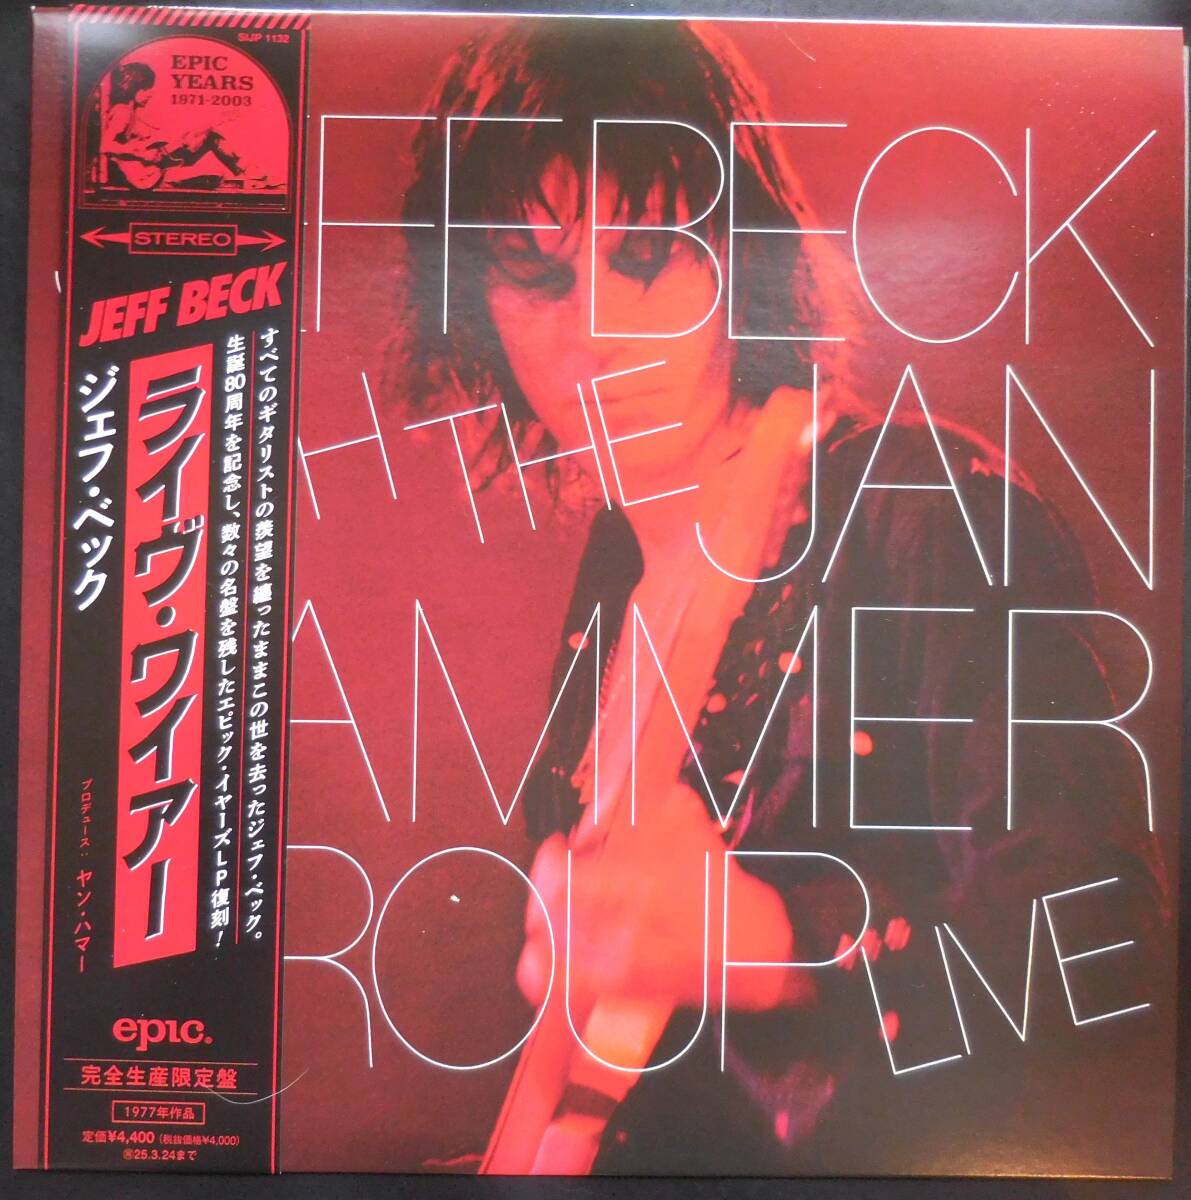 SIJP 1132
EPIC
YEARS
1971-2003
STEREO
JEFF BECK
すべてのギタリストの羨望を纏ったままこの世を去ったジェフ・ベック。
生誕80周年を記念し、数々の名盤を残したエピック・イヤーズLP復刻!
ライヴ・ワイアー
ジェフ・ベック
プロデュース: ヤン・ハマー
epic.
完全生産限定盤
1977年作品
定価¥4,400 (税抜価格¥4,000)
㊙25.3.24まで
EFF BECK
H THE JAN
AMMER
ROUP LIVE